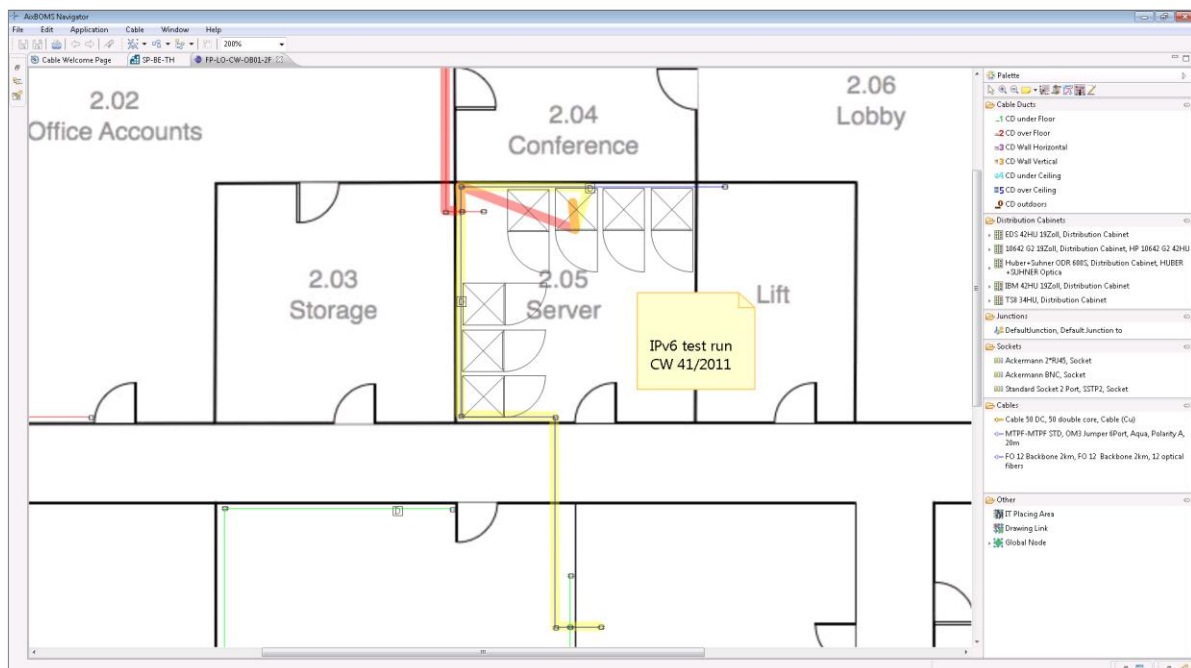 AixBOMS Navigator
File Edit Application Cable Window Help
200%
Cable Welcome Page SP-BE-TH FP-LO-CW-OB01-2F
2.02
Office Accounts
2.04
Conference
2.06
Lobby
2.03
Storage
2.05
Server
Lift
IPv6 test run
CW 41/2011
D
D
Palette
Cable Ducts
1 CD under Floor
2 CD over Floor
3 CD Wall Horizontal
3 CD Wall Vertical
4 CD under Ceiling
5 CD over Ceiling
0 CD outdoors
Distribution Cabinets
EDS 42HU 19Zoll, Distribution Cabinet
10642 G2 19Zoll, Distribution Cabinet, HP 10642 G2 42HU
Huber+Suhner ODR 600S, Distribution Cabinet, HUBER
+SUHNER Optica
IBM 42HU 19Zoll, Distribution Cabinet
TS8 34HU, Distribution Cabinet
Junctions
DefaultJunction, Default Junction to
Sockets
Ackermann 2*RJ45, Socket
Ackermann BNC, Socket
Standard Socket 2 Port, SSTP2, Socket
Cables
Cable 50 DC, 50 double core, Cable (Cu)
MTPF-MTPF STD, OM3 Jumper 6Port, Aqua, Polarity A,
20m
FO 12 Backbone 2km, FO 12 Backbone 2km, 12 optical
fibers
Other
IT Placing Area
Drawing Link
Global Node